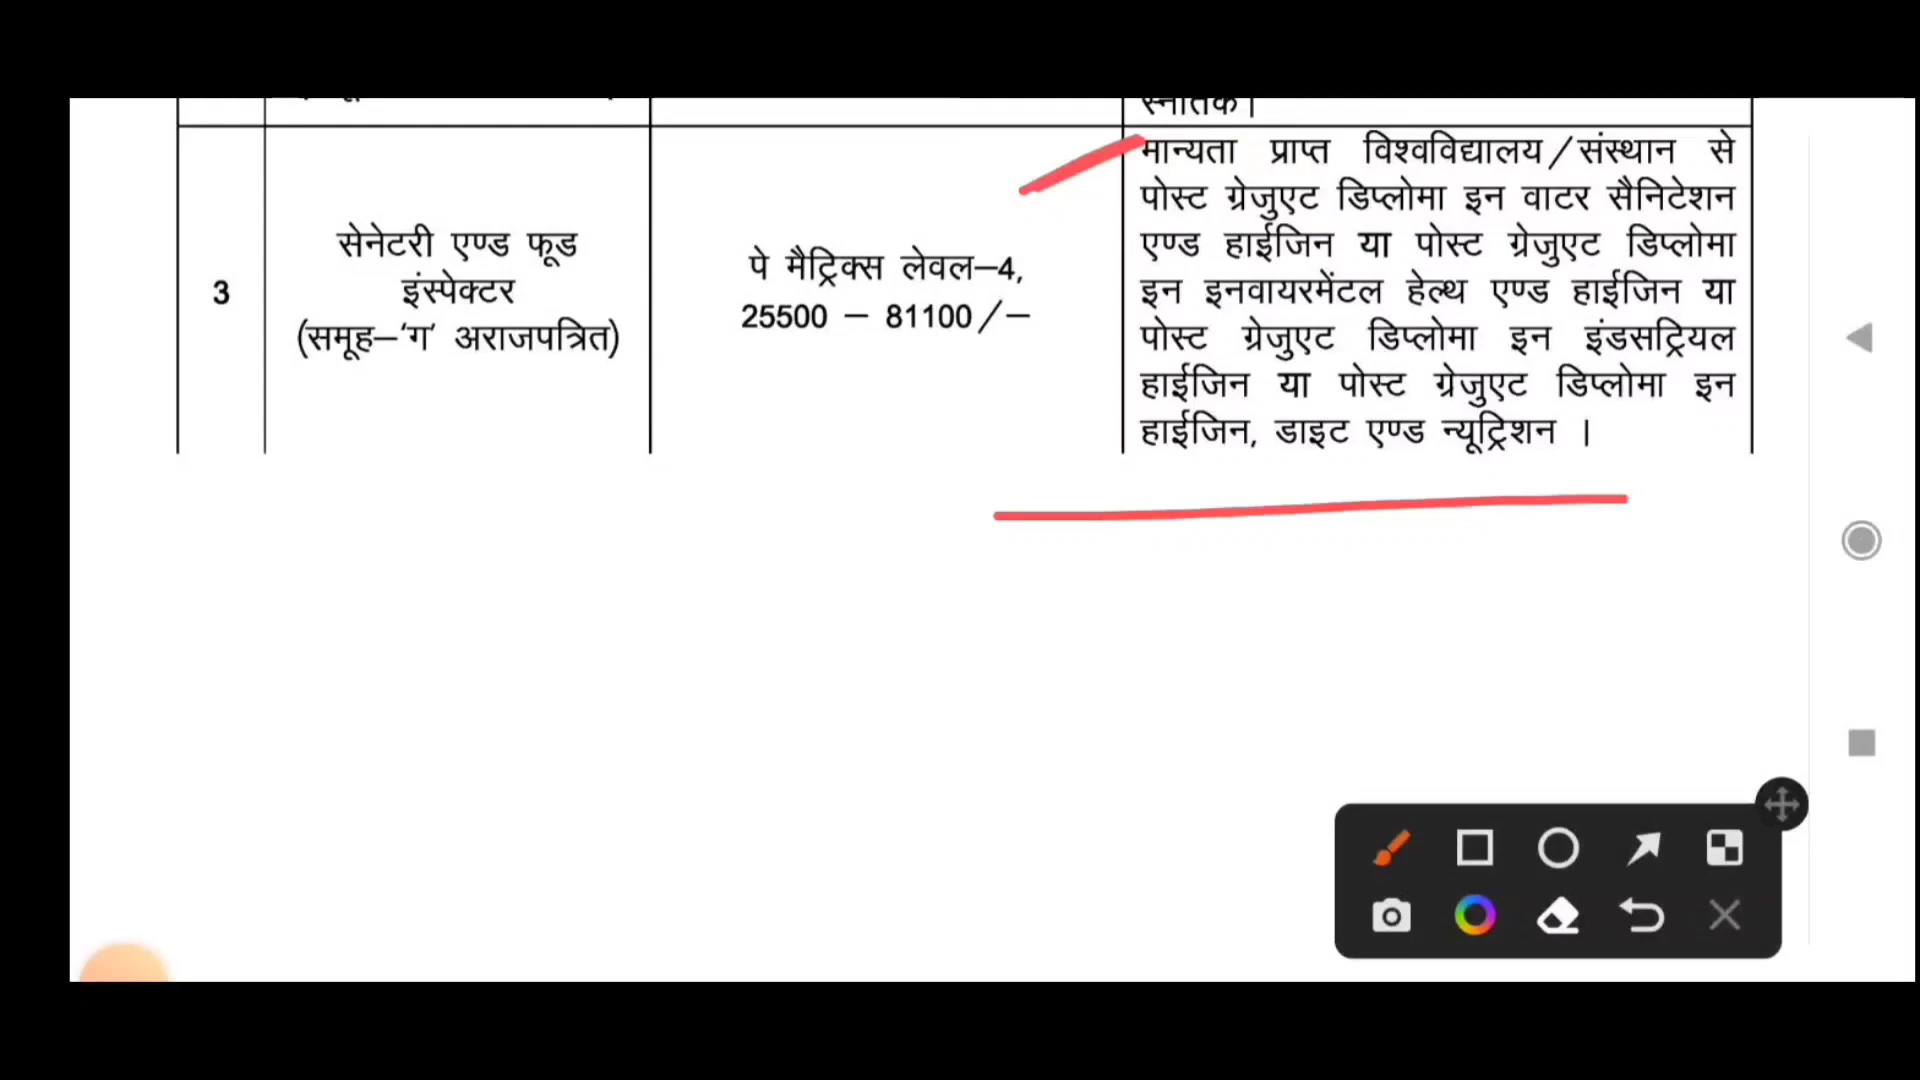 स्नातक।
मान्यता प्राप्त विश्वविद्यालय/संस्थान से
पोस्ट ग्रेजुएट डिप्लोमा इन वाटर सैनिटेशन
एण्ड हाईजिन या पोस्ट ग्रेजुएट डिप्लोमा
इन इनवायरमेंटल हेल्थ एण्ड हाईजिन या
पोस्ट ग्रेजुएट डिप्लोमा इन इंडसट्रियल
हाईजिन या पोस्ट ग्रेजुएट डिप्लोमा इन
हाईजिन, डाइट एण्ड न्यूट्रिशन ।
3
सेनेटरी एण्ड फूड
इंस्पेक्टर
(समूह–'ग' अराजपत्रित)
पे मैट्रिक्स लेवल–4,
25500 – 81100/–